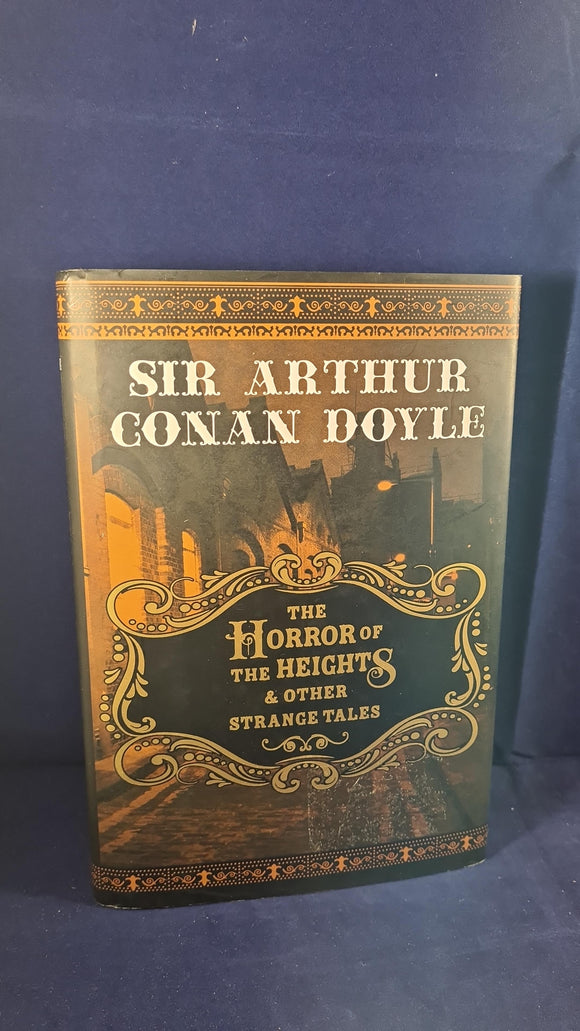 SIR ARTHUR
CONAN DOYLE
THE
HORROR OF
THE HEIGHTS
& OTHER
STRANGE TALES